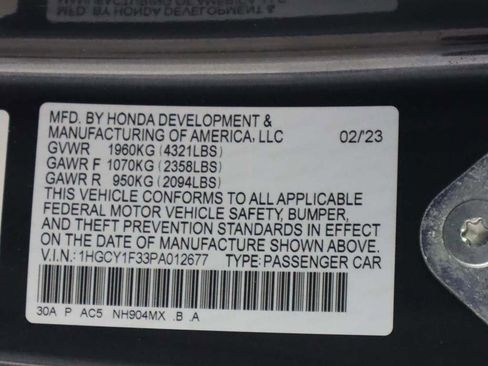 MFD. BY HONDA DEVELOPMENT &
MANUFACTURING OF AMERICA, LLC 02/'23
GVWR 1960KG (4321LBS)
GAWR F 1070KG (2358LBS)
GAWR R 950KG (2094LBS)
THIS VEHICLE CONFORMS TO ALL APPLICABLE
FEDERAL MOTOR VEHICLE SAFETY, BUMPER,
AND THEFT PREVENTION STANDARDS IN EFFECT
ON THE DATE OF MANUFACTURE SHOWN ABOVE.
V.I.N.: 1HGCY1F33PA012677 TYPE: PASSENGER CAR
30A P AC5 NH904MX .B .A